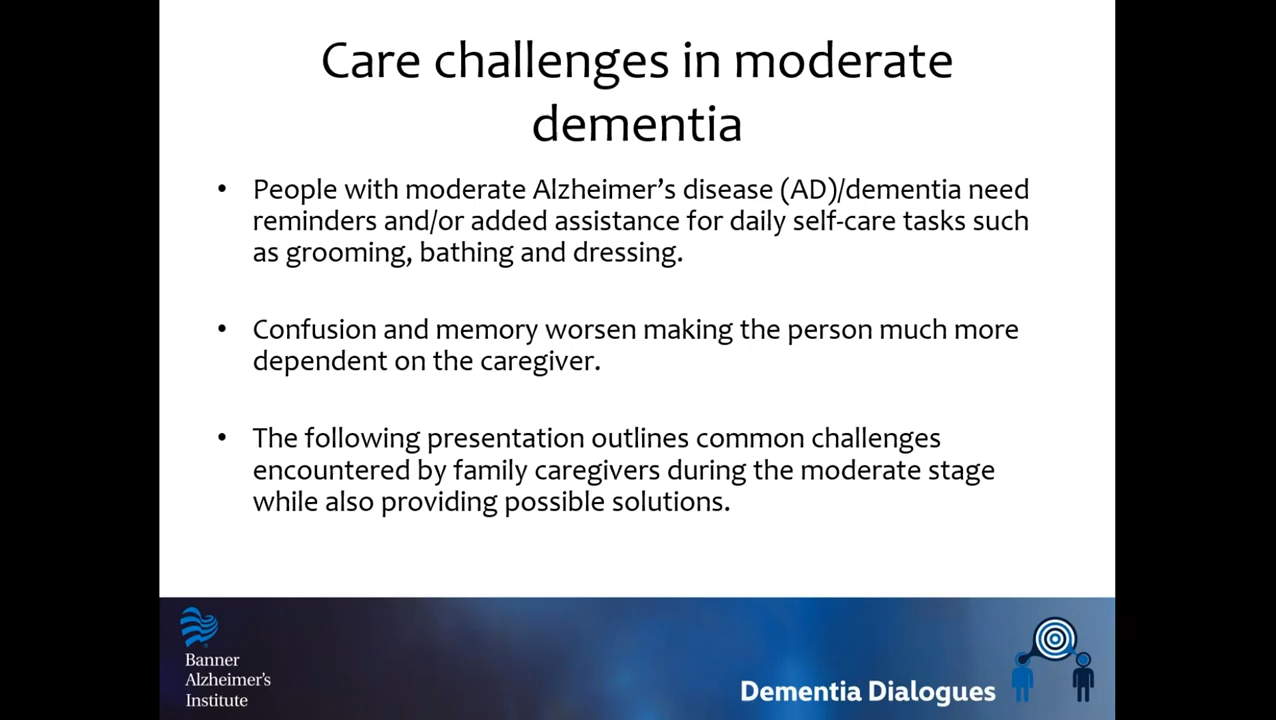 Care challenges in moderate
dementia
• People with moderate Alzheimer’s disease (AD)/dementia need
reminders and/or added assistance for daily self-care tasks such
as grooming, bathing and dressing.
• Confusion and memory worsen making the person much more
dependent on the caregiver.
• The following presentation outlines common challenges
encountered by family caregivers during the moderate stage
while also providing possible solutions.
Banner
Alzheimer’s
Institute
Dementia Dialogues